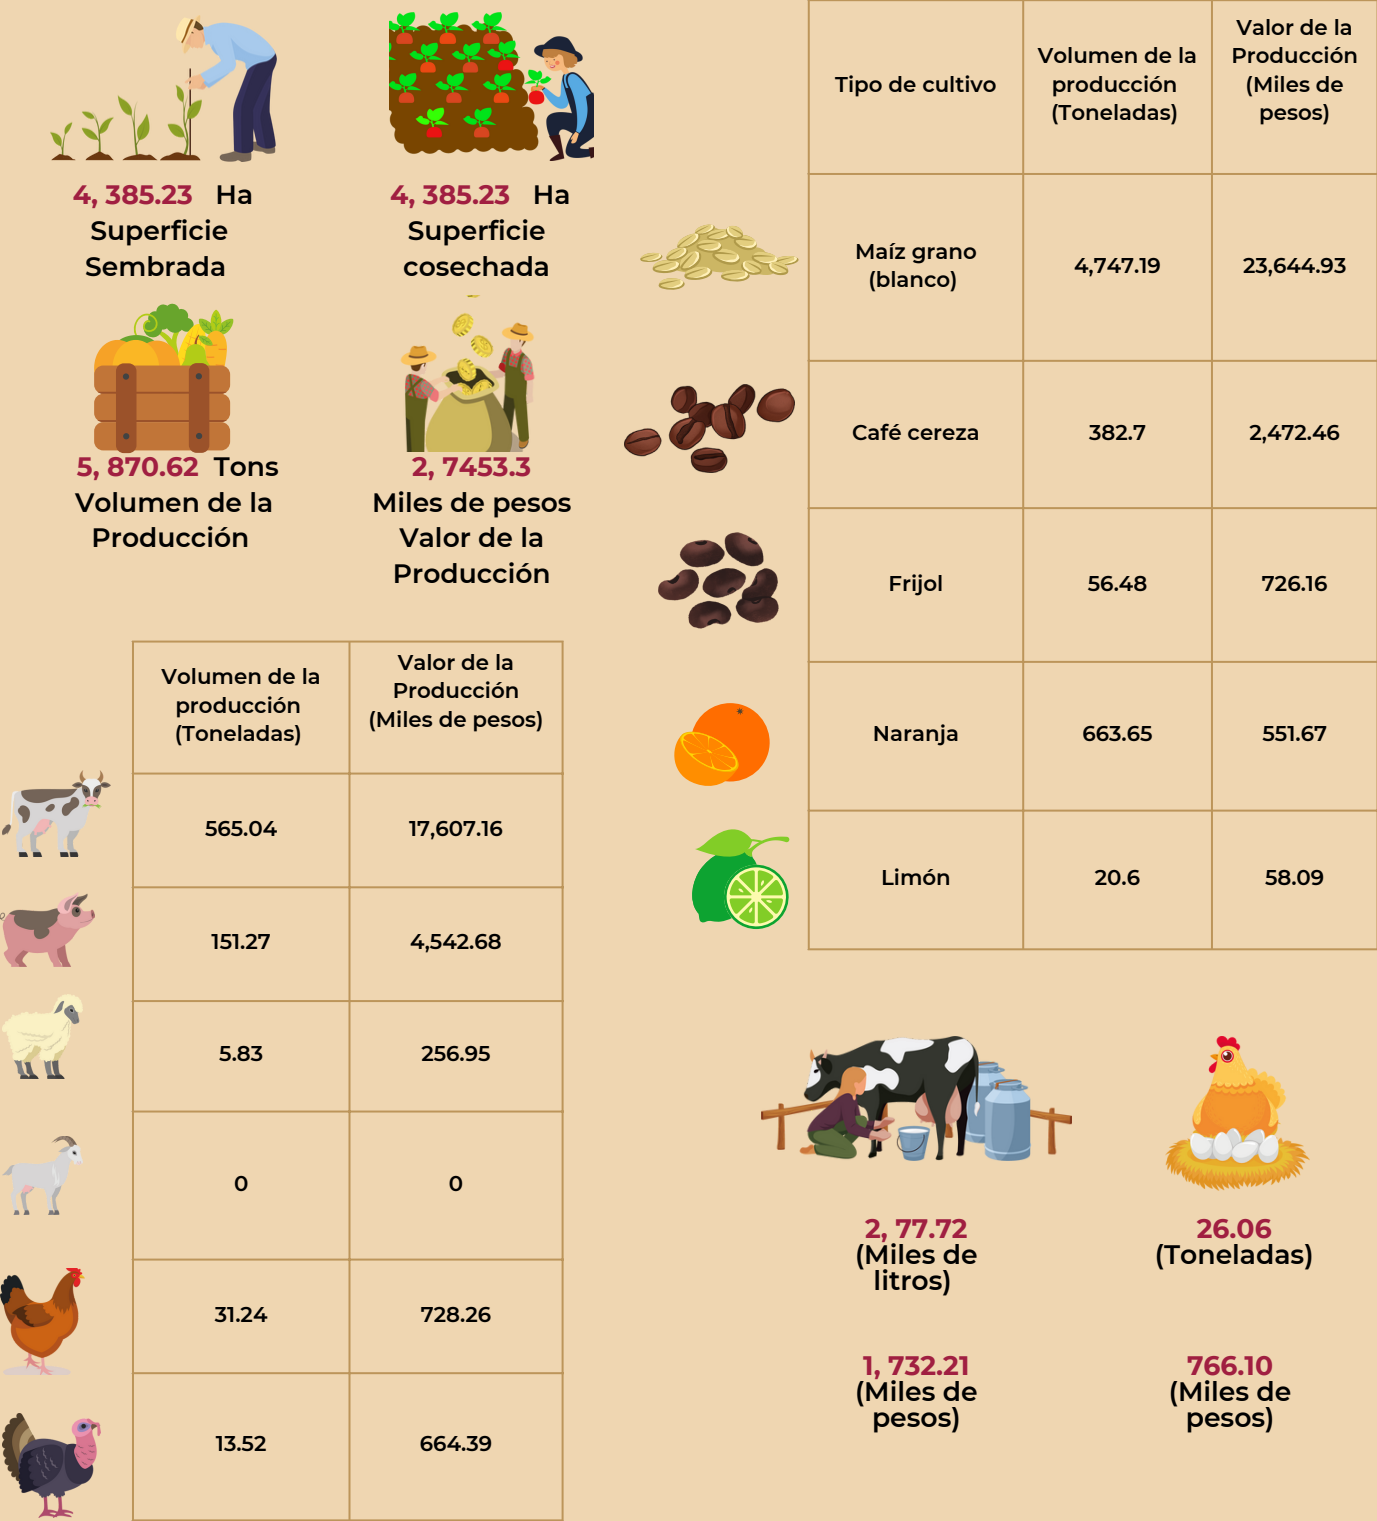 4, 385.23 Ha
Superficie
Sembrada
4, 385.23 Ha
Superficie
cosechada
5, 870.62 Tons
Volumen de la
Producción
2, 7453.3
Miles de pesos
Valor de la
Producción
Volumen de la
producción
(Toneladas)
Valor de la
Producción
(Miles de pesos)
565.04
17,607.16
151.27
4,542.68
5.83
256.95
0
0
31.24
728.26
13.52
664.39
Tipo de cultivo
Volumen de la
producción
(Toneladas)
Valor de la
Producción
(Miles de
pesos)
Maíz grano
(blanco)
4,747.19
23,644.93
Café cereza
382.7
2,472.46
Frijol
56.48
726.16
Naranja
663.65
551.67
Limón
20.6
58.09
2, 77.72
(Miles de
litros)
26.06
(Toneladas)
1, 732.21
(Miles de
pesos)
766.10
(Miles de
pesos)